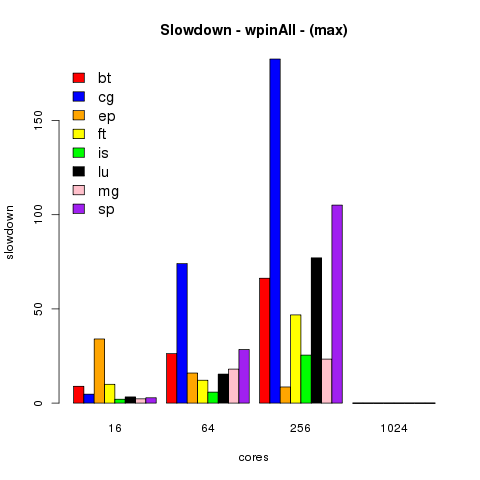 Slowdown - wpinAll - (max)
bt
cg
ep
ft
is
lu
mg
sp
slowdown
150
100
50
0
16 64 256 1024
cores